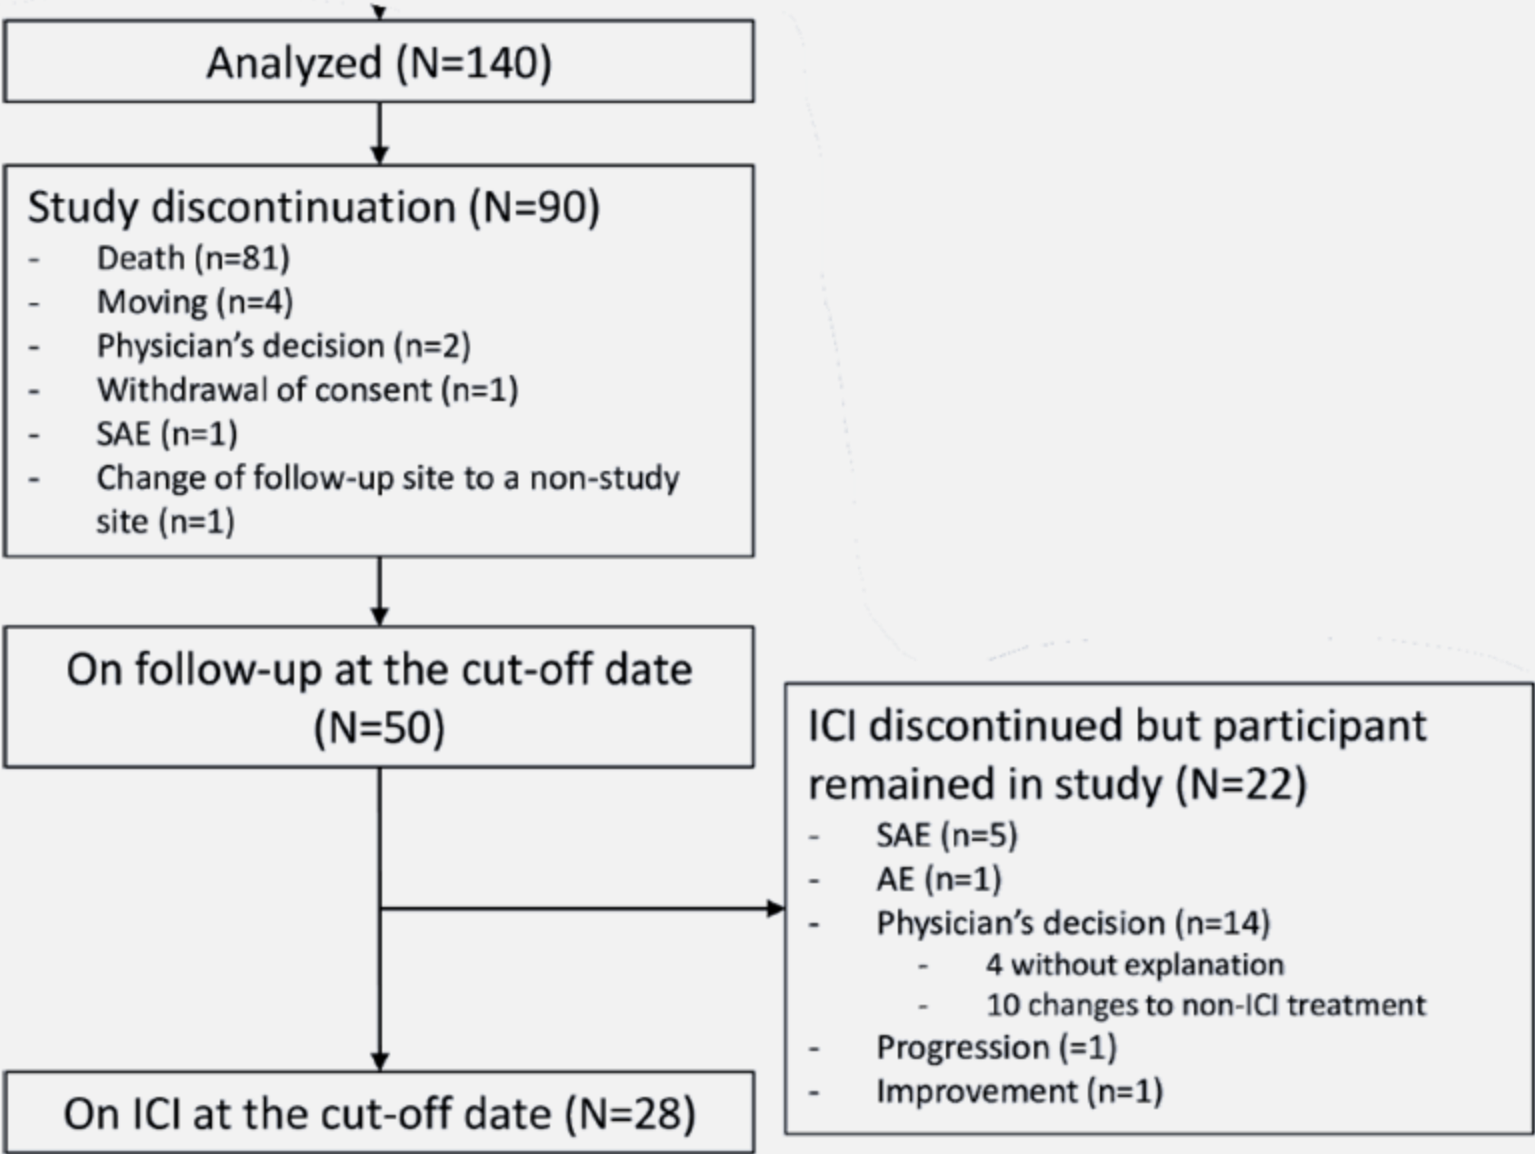 Analyzed (N=140)
Study discontinuation (N=90)
- Death (n=81)
- Moving (n=4)
- Physician’s decision (n=2)
- Withdrawal of consent (n=1)
- SAE (n=1)
- Change of follow-up site to a non-study
site (n=1)
On follow-up at the cut-off date
(N=50)
ICI discontinued but participant
remained in study (N=22)
- SAE (n=5)
- AE (n=1)
- Physician’s decision (n=14)
- 4 without explanation
- 10 changes to non-ICI treatment
- Progression (=1)
- Improvement (n=1)
On ICI at the cut-off date (N=28)